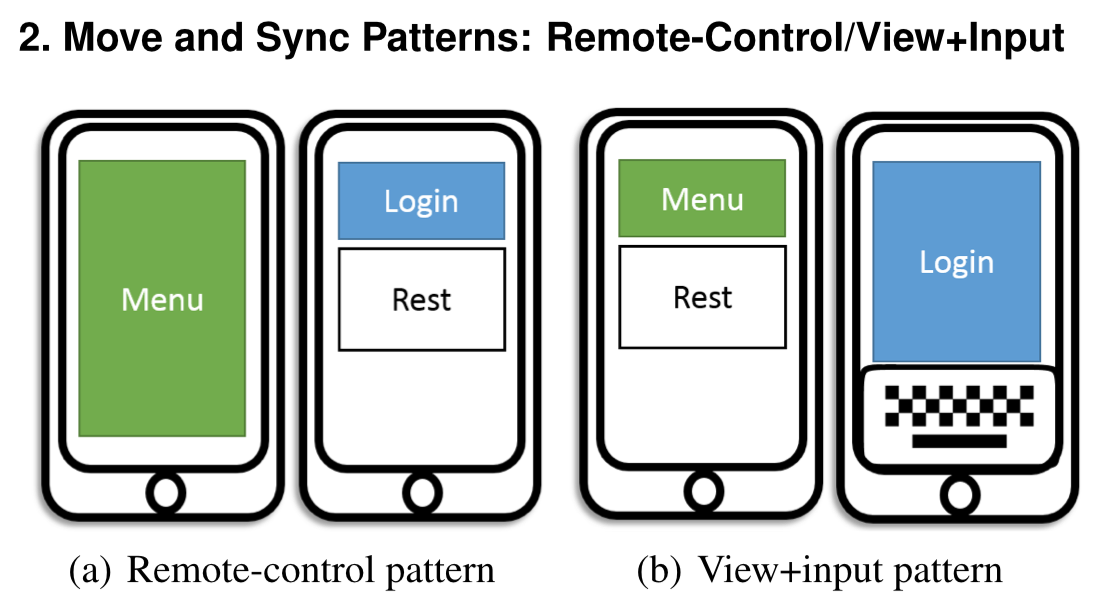 2. Move and Sync Patterns: Remote-Control/View+Input
Menu
Login
Rest
Menu
Rest
Login
(a) Remote-control pattern
(b) View+input pattern